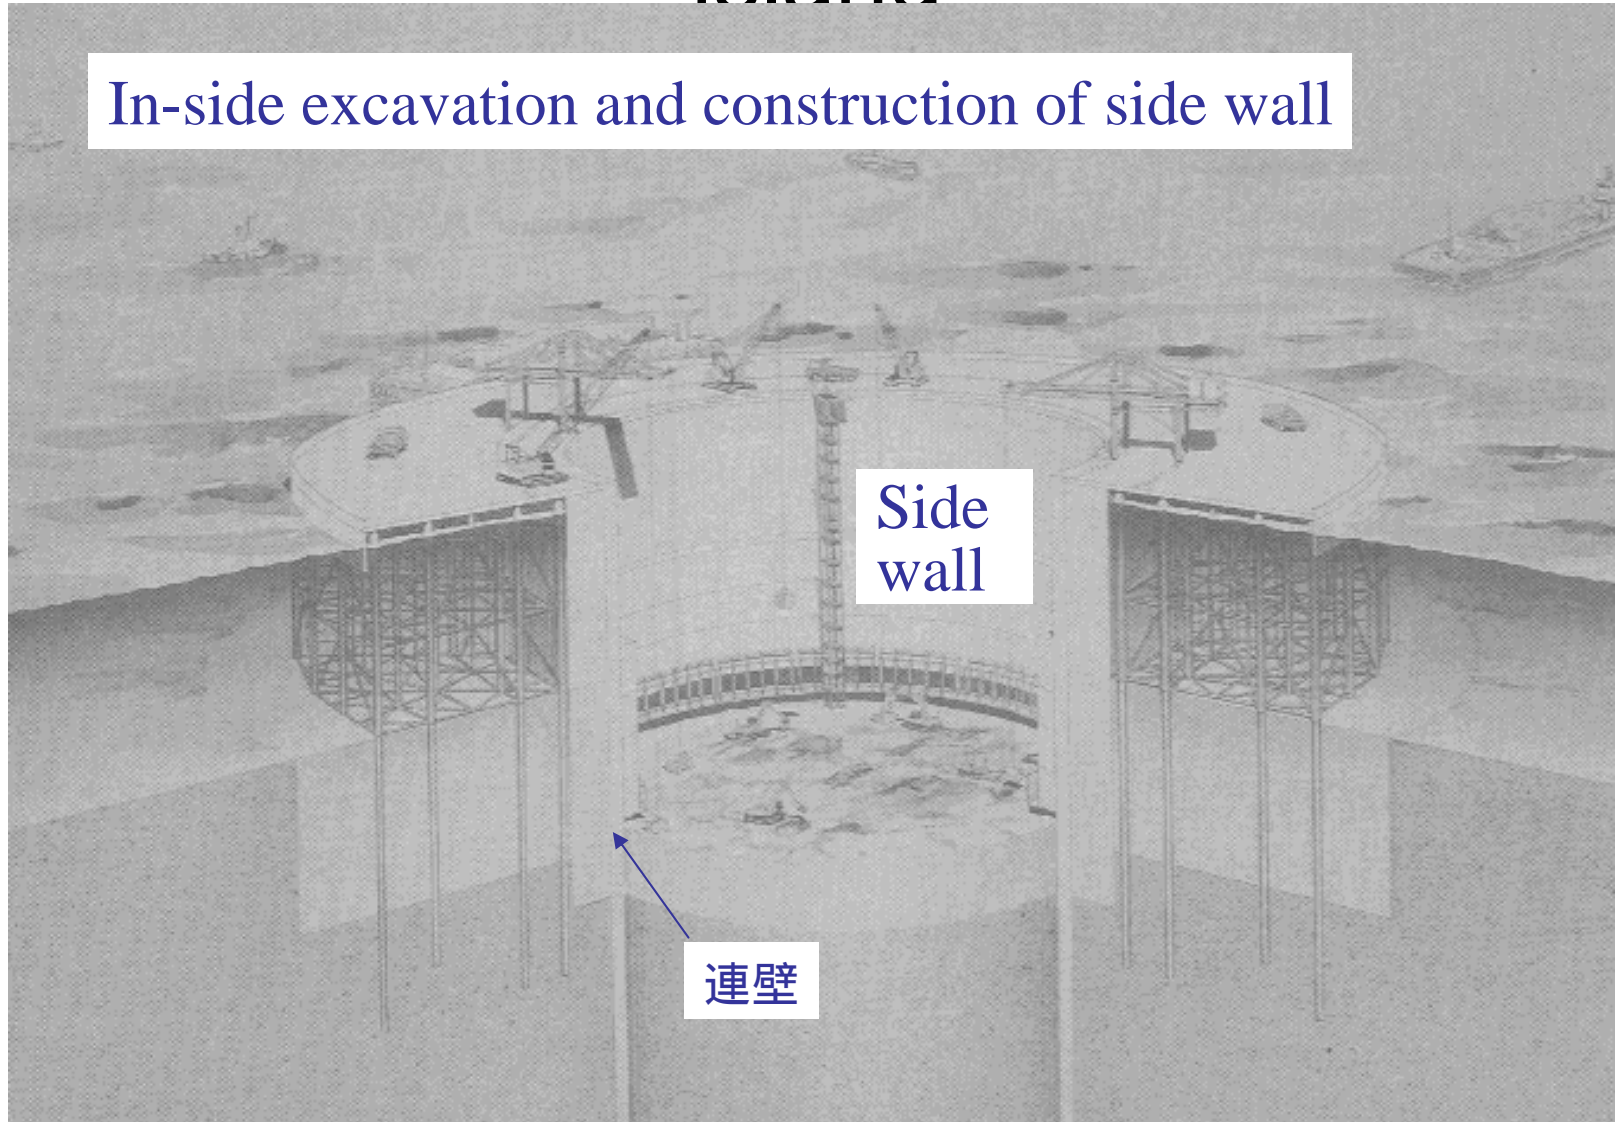 In-side excavation and construction of side wall
Side
wall
連壁